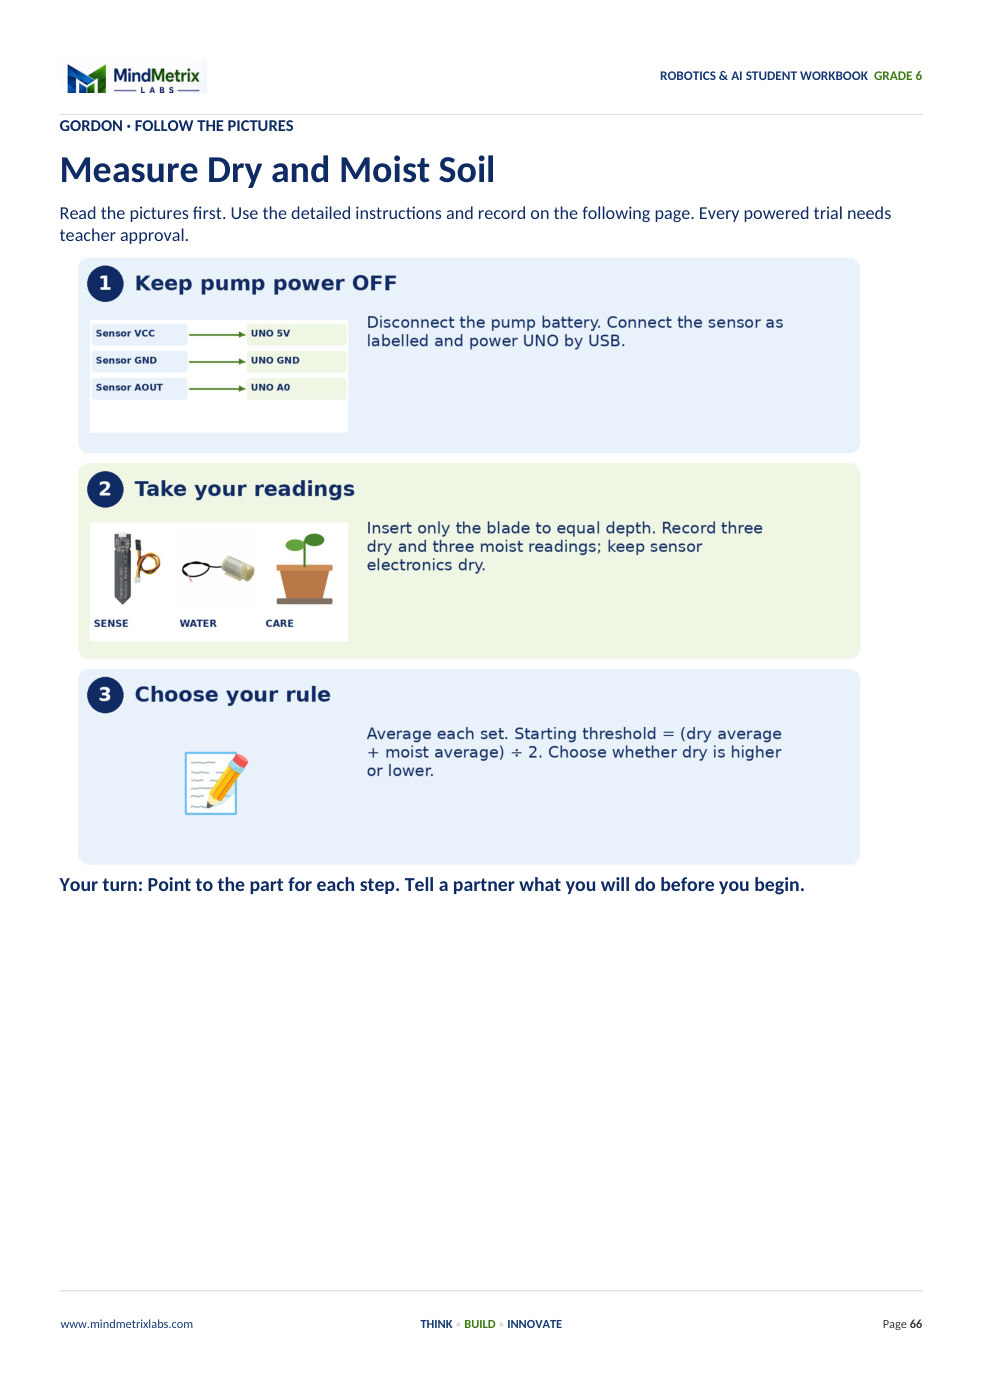 MindMetrix
LABS
ROBOTICS & AI STUDENT WORKBOOK GRADE 6
GORDON · FOLLOW THE PICTURES
Measure Dry and Moist Soil
Read the pictures first. Use the detailed instructions and record on the following page. Every powered trial needs
teacher approval.
1 Keep pump power OFF
Sensor VCC UNO 5V
Sensor GND UNO GND
Sensor AOUT UNO A0
Disconnect the pump battery. Connect the sensor as
labelled and power UNO by USB.
2 Take your readings
SENSE WATER CARE
Insert only the blade to equal depth. Record three
dry and three moist readings; keep sensor
electronics dry.
3 Choose your rule
Average each set. Starting threshold = (dry average
+ moist average) ÷ 2. Choose whether dry is higher
or lower.
Your turn: Point to the part for each step. Tell a partner what you will do before you begin.
www.mindmetrixlabs.com
THINK • BUILD • INNOVATE
Page 66